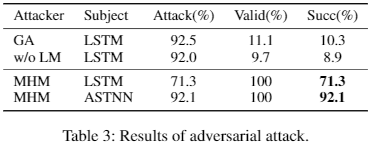 Attacker Subject Attack(%) Valid(%) Succ(%)
GA LSTM 92.5 11.1 10.3
w/o LM LSTM 92.0 9.7 8.9
MHM LSTM 71.3 100 71.3
MHM ASTNN 92.1 100 92.1
Table 3: Results of adversarial attack.